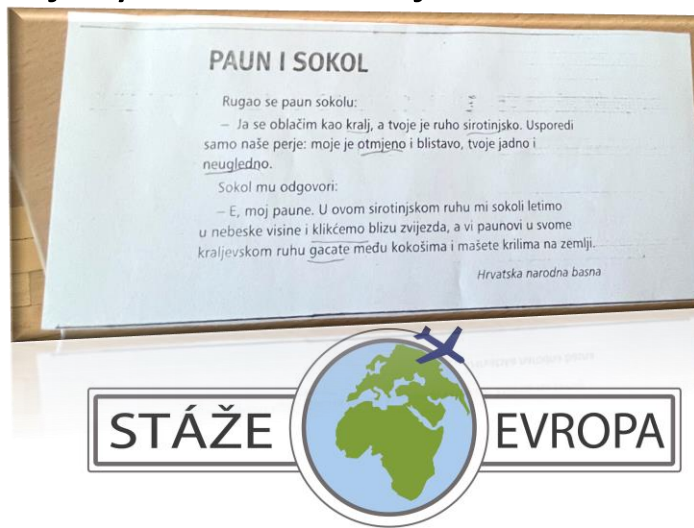 PAUN I SOKOL
Rugao se paun sokolu:
– Ja se oblačim kao kralj, a tvoje je ruho sirotinjsko. Usporedi
samo naše perje: moje je otmjeno i blistavo, tvoje jadno i
neugledno.
Sokol mu odgovori:
– E, moj paune. U ovom sirotinjskom ruhu mi sokoli letimo
u nebeske visine i klikćemo blizu zvijezda, a vi paunovi u svome
kraljevskom ruhu gacate među kokošima i mašete krilima na zemlji.
Hrvatska narodna basna
STÁŽE EVROPA